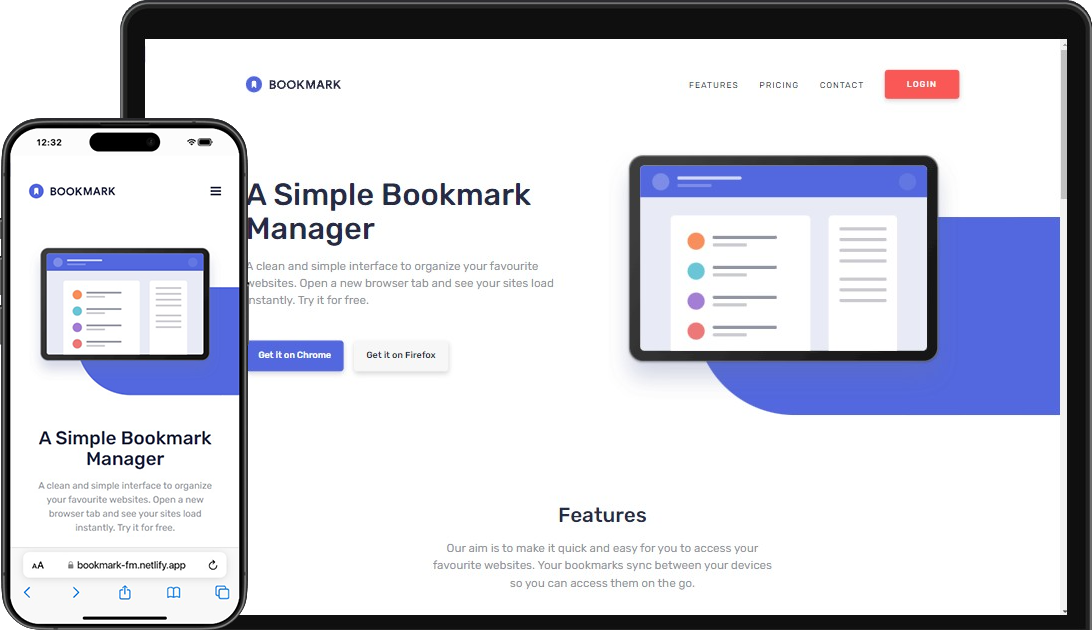 BOOKMARK
FEATURES PRICING CONTACT LOGIN
A Simple Bookmark
Manager
A clean and simple interface to organize your favourite
websites. Open a new browser tab and see your sites load
instantly. Try it for free.
Get it on Chrome Get it on Firefox
Features
Our aim is to make it quick and easy for you to access your
favourite websites. Your bookmarks sync between your devices
so you can access them on the go.
12:32
BOOKMARK
A Simple Bookmark
Manager
A clean and simple interface to organize
your favourite websites. Open a new
browser tab and see your sites load
instantly. Try it for free.
AA bookmark-fm.netlify.app